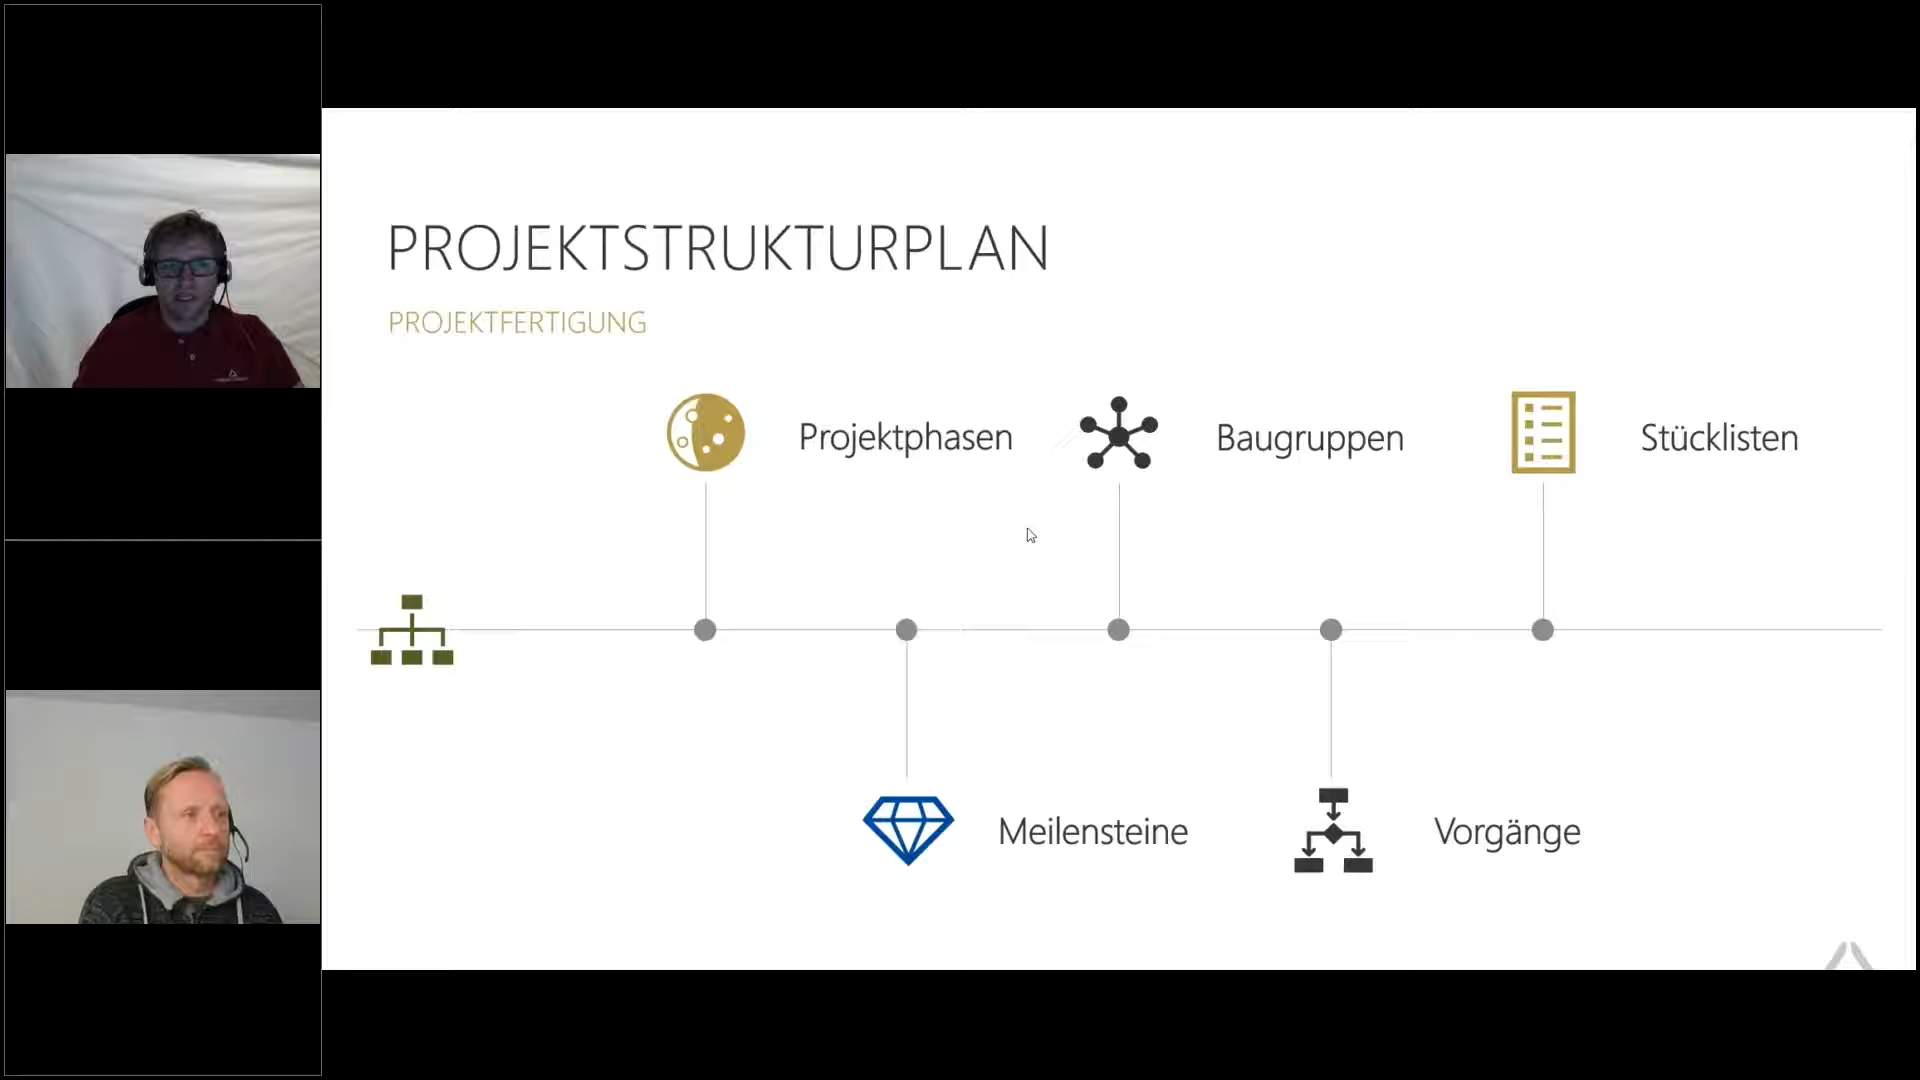 PROJEKTSTRUKTURPLAN
PROJEKTFERTIGUNG
Projektphasen
Baugruppen
Stücklisten
Meilensteine
Vorgänge